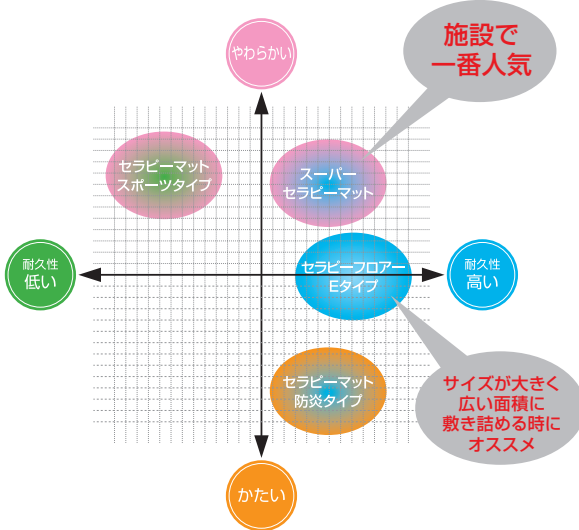 やわらかい
施設で
一番人気
セラピーマット
スポーツタイプ
スーパー
セラピーマット
耐久性
低い
セラピーフロアー
Eタイプ
耐久性
高い
セラピーマット
防炎タイプ
サイズが大きく
広い面積に
敷き詰める時に
オススメ
かたい